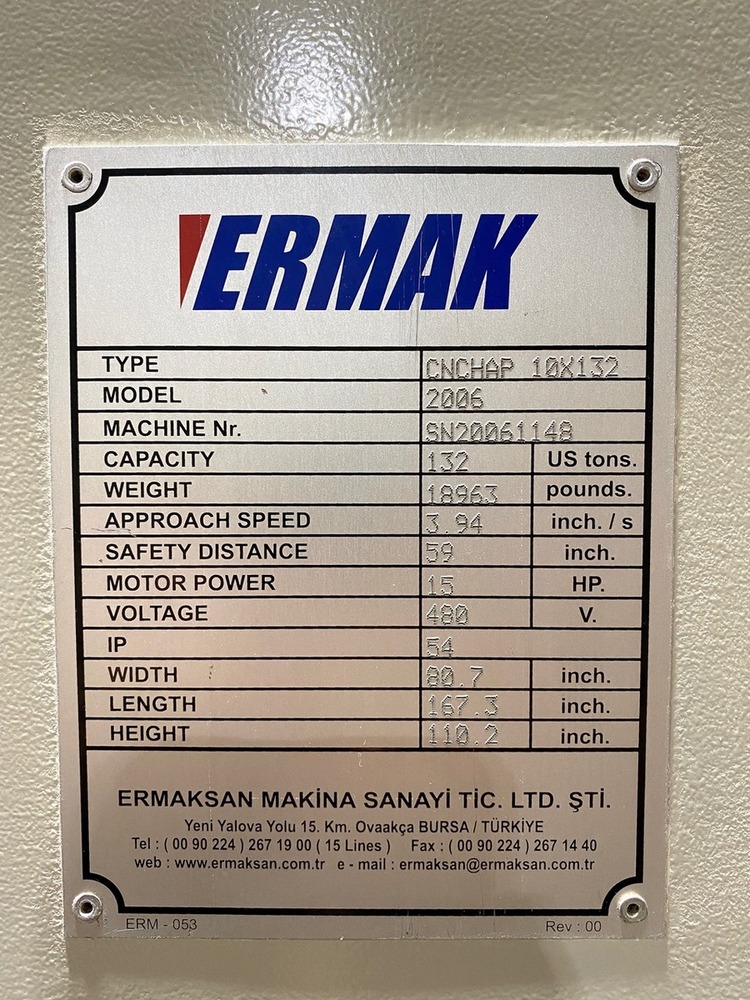 ERMAK
TYPE CNCHAP 10X132
MODEL 2006
MACHINE Nr. SN20061148
CAPACITY 132 US tons.
WEIGHT 18963 pounds.
APPROACH SPEED 3.94 inch. / s
SAFETY DISTANCE 59 inch.
MOTOR POWER 15 HP.
VOLTAGE 480 V.
IP 54
WIDTH 80.7 inch.
LENGTH 167.3 inch.
HEIGHT 110.2 inch.
ERMAKSAN MAKİNA SANAYİ TİC. LTD. ŞTİ.
Yeni Yalova Yolu 15. Km. Ovaakça BURSA / TÜRKİYE
Tel : ( 00 90 224 ) 267 19 00 ( 15 Lines ) Fax : ( 00 90 224 ) 267 14 40
web : www.ermaksan.com.tr e - mail : ermaksan@ermaksan.com.tr
ERM - 053 Rev : 00